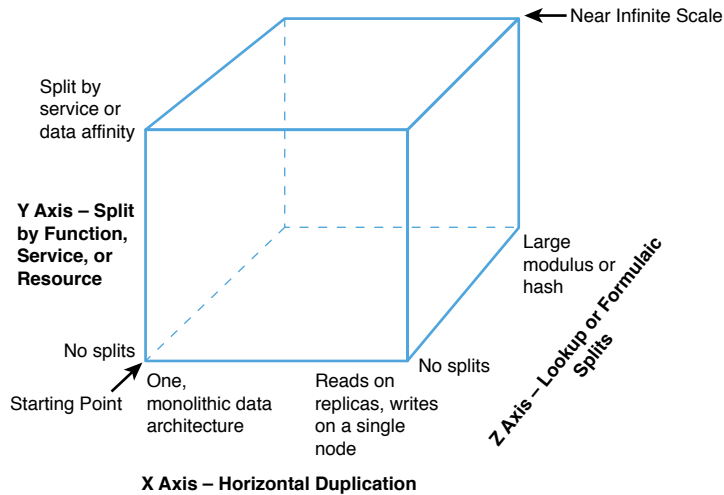 Near Infinite Scale
Split by
service or
data affinity
Y Axis – Split
by Function,
Service, or
Resource
Large
modulus or
hash
Z Axis – Lookup or Formulaic
Splits
No splits
No splits
Starting Point
One,
monolithic data
architecture
Reads on
replicas, writes
on a single
node
X Axis – Horizontal Duplication